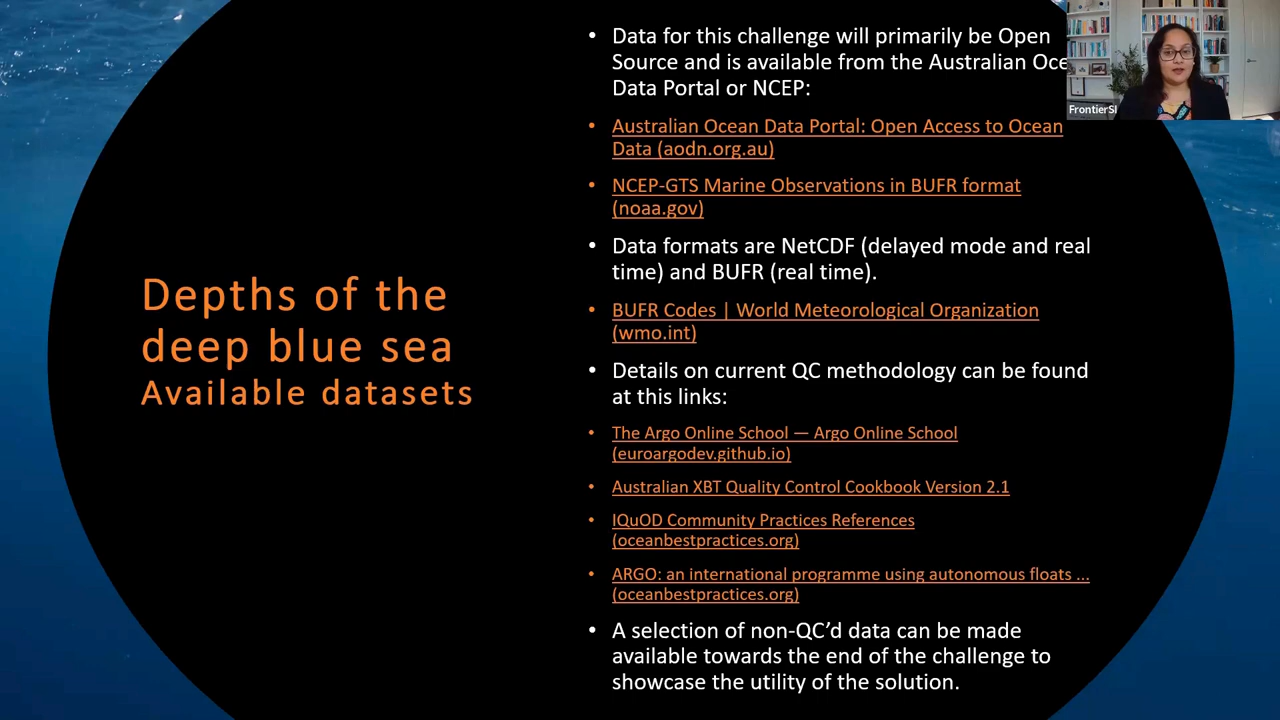 Depths of the
deep blue sea
Available datasets
• Data for this challenge will primarily be Open
Source and is available from the Australian Oce
Data Portal or NCEP:
• Australian Ocean Data Portal: Open Access to Ocean
Data (aodn.org.au)
• NCEP-GTS Marine Observations in BUFR format
(noaa.gov)
• Data formats are NetCDF (delayed mode and real
time) and BUFR (real time).
• BUFR Codes | World Meteorological Organization
(wmo.int)
• Details on current QC methodology can be found
at this links:
• The Argo Online School — Argo Online School
(euroargodev.github.io)
• Australian XBT Quality Control Cookbook Version 2.1
• IQuOD Community Practices References
(oceanbestpractices.org)
• ARGO: an international programme using autonomous floats ...
(oceanbestpractices.org)
• A selection of non-QC’d data can be made
available towards the end of the challenge to
showcase the utility of the solution.
FrontierSI